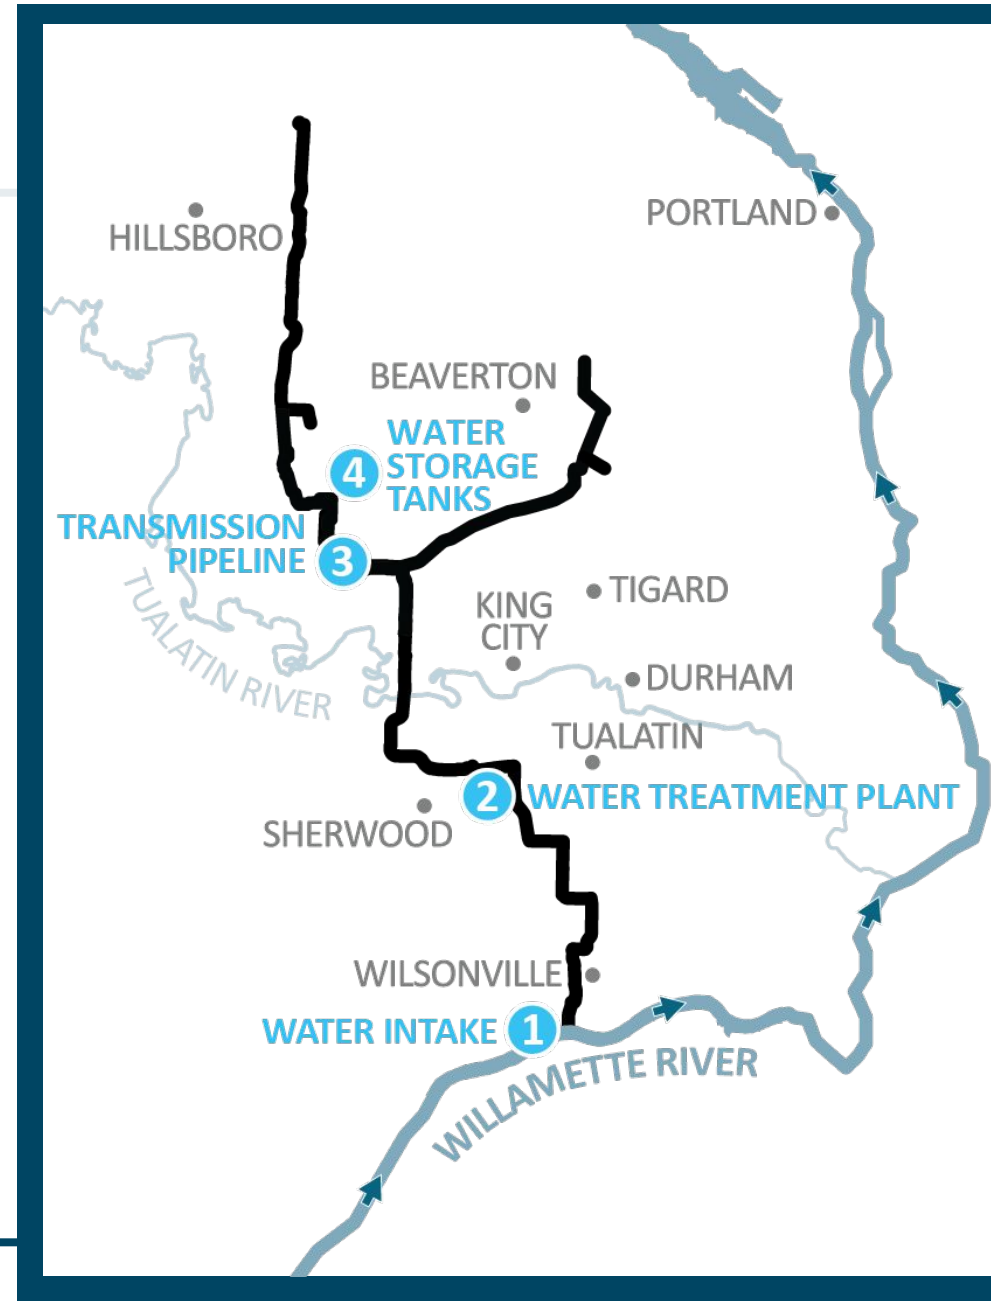 PORTLAND
HILLSBORO
BEAVERTON
4
WATER
STORAGE
TANKS
TRANSMISSION
PIPELINE
3
TIGARD
KING
CITY
TUALATIN RIVER
DURHAM
TUALATIN
2
WATER TREATMENT PLANT
SHERWOOD
WILSONVILLE
WATER INTAKE
1
WILLAMETTE RIVER